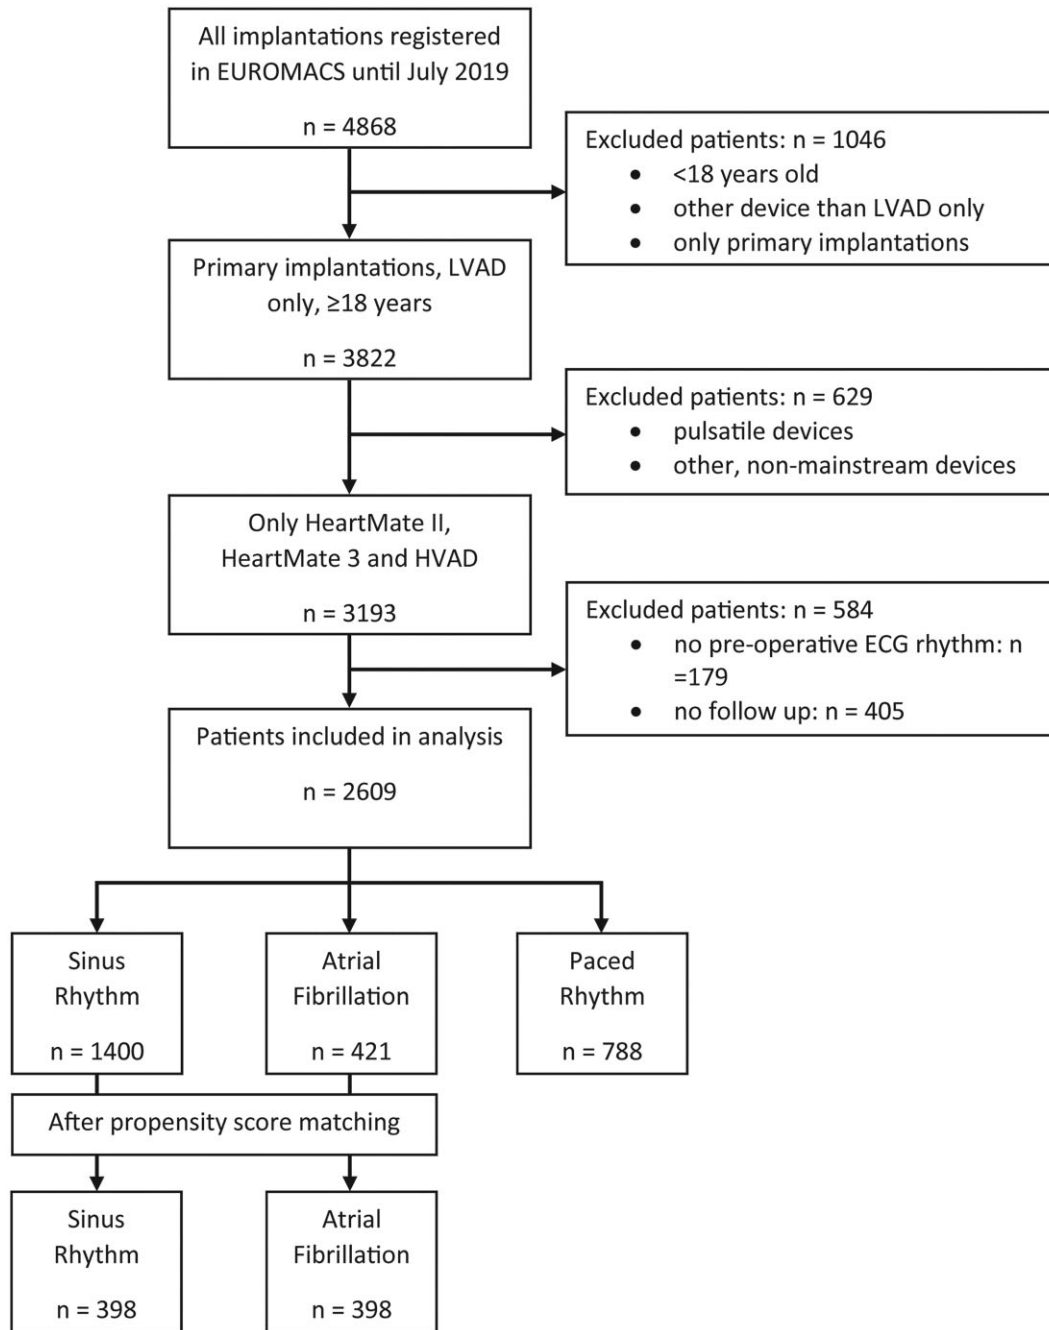 All implantations registered
in EUROMACS until July 2019
n = 4868
Excluded patients: n = 1046
• <18 years old
• other device than LVAD only
• only primary implantations
Primary implantations, LVAD
only, ≥18 years
n = 3822
Excluded patients: n = 629
• pulsatile devices
• other, non-mainstream devices
Only HeartMate II,
HeartMate 3 and HVAD
n = 3193
Excluded patients: n = 584
• no pre-operative ECG rhythm: n
=179
• no follow up: n = 405
Patients included in analysis
n = 2609
Sinus
Rhythm
n = 1400
Atrial
Fibrillation
n = 421
Paced
Rhythm
n = 788
After propensity score matching
Sinus
Rhythm
n = 398
Atrial
Fibrillation
n = 398